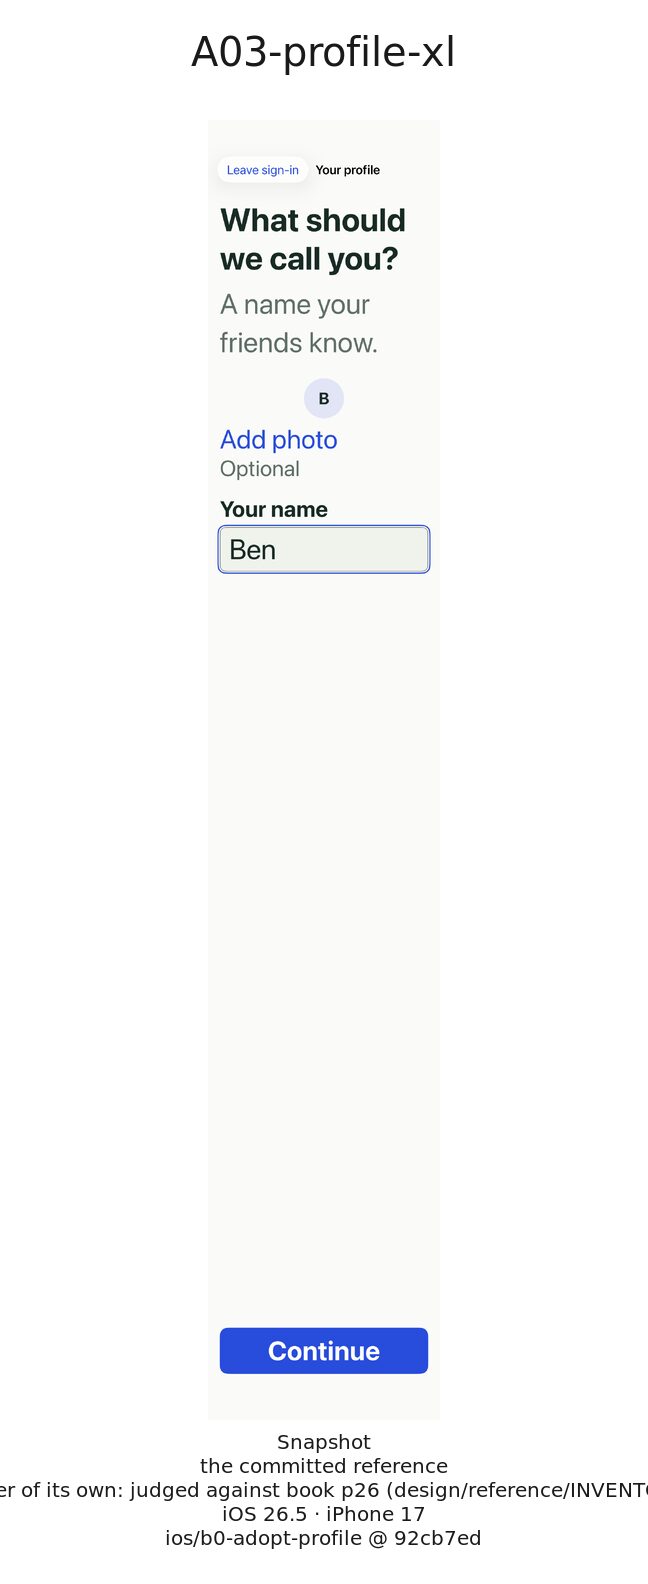 A03-profile-xl
Leave sign-in Your profile
What should
we call you?
A name your
friends know.
B
Add photo
Optional
Your name
Ben
Continue
Snapshot
the committed reference
of its own: judged against book p26 (design/reference/
iOS 26.5 · iPhone 17
ios/b0-adopt-profile @ 92cb7ed